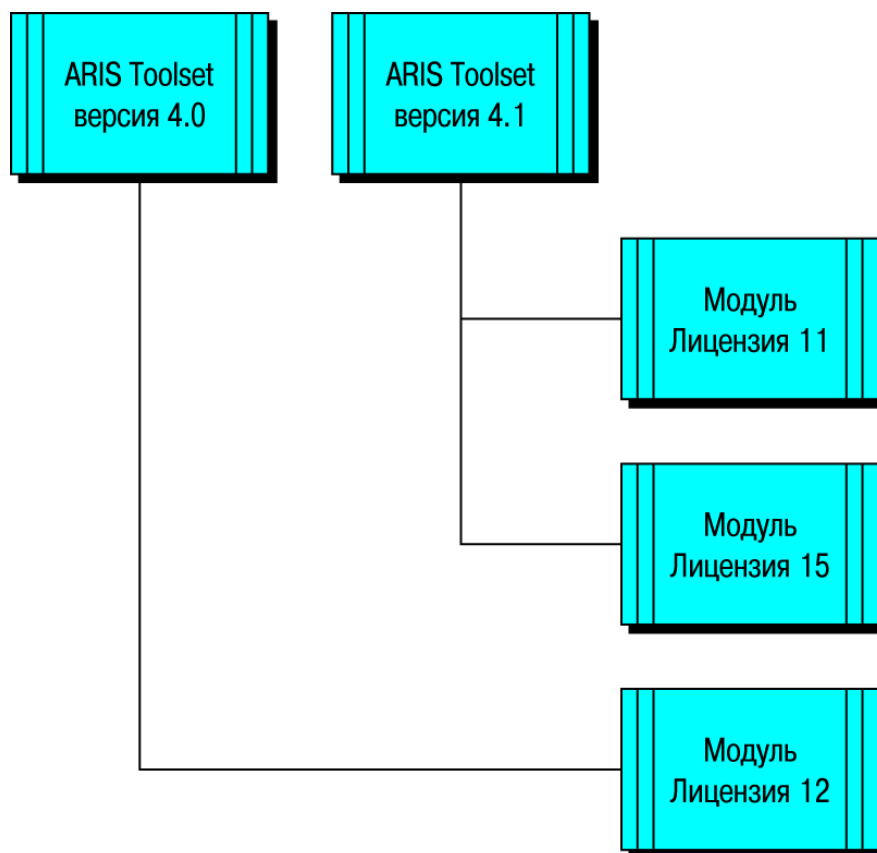 ARIS Toolset
версия 4.0
ARIS Toolset
версия 4.1
Модуль
Лицензия 11
Модуль
Лицензия 15
Модуль
Лицензия 12